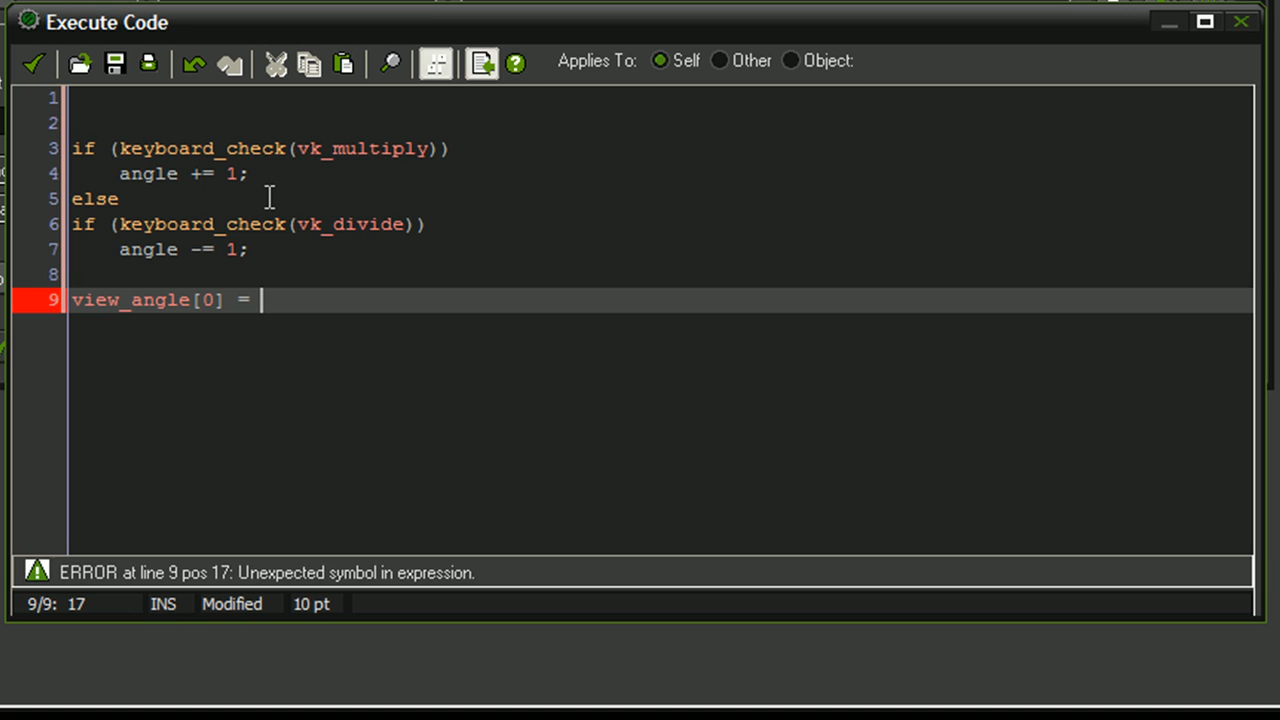 Execute Code
Applies To: Self Other Object:
1
2
3 if (keyboard_check(vk_multiply))
4 angle += 1;
5 else
6 if (keyboard_check(vk_divide))
7 angle -= 1;
8
9 view_angle[0] =
ERROR at line 9 pos 17: Unexpected symbol in expression.
9/9: 17 INS Modified 10 pt